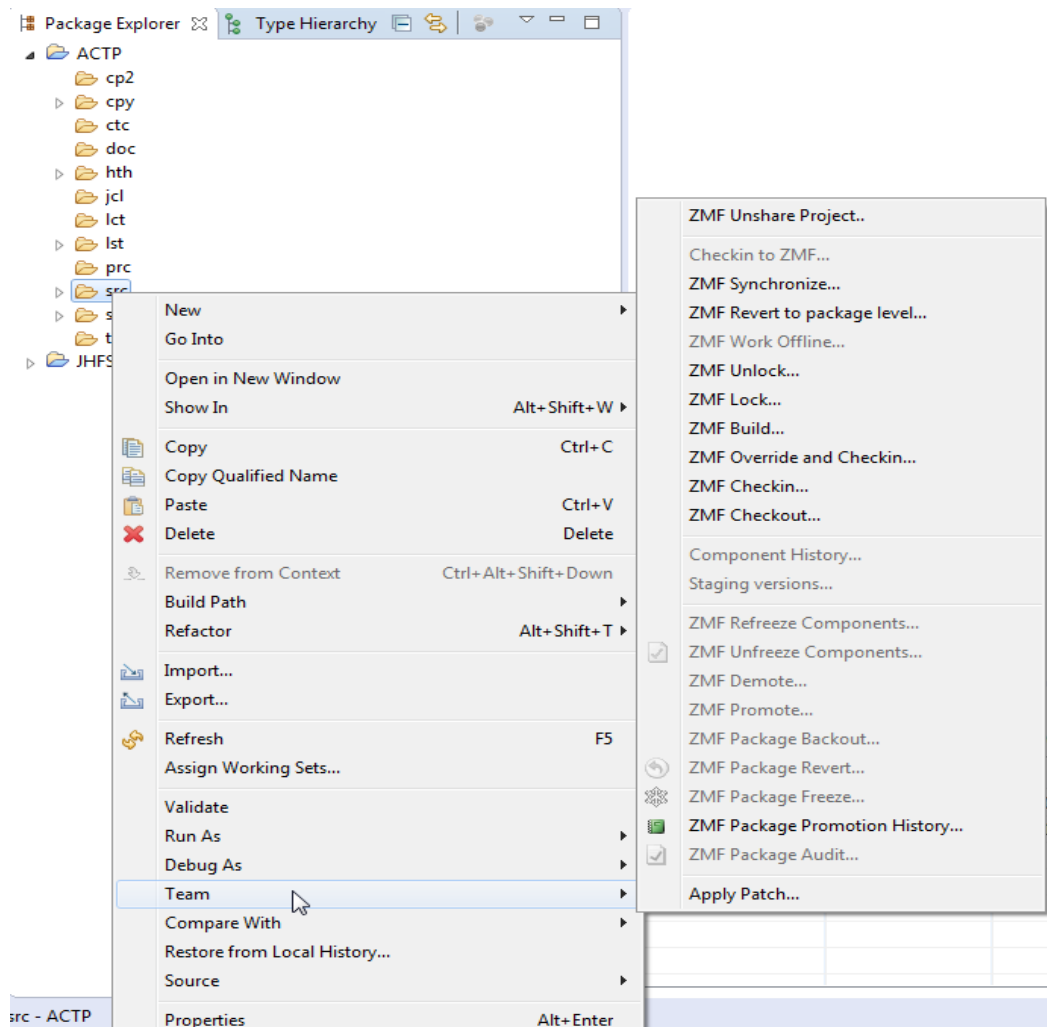 Package Explorer Type Hierarchy
ACTP
cp2
cpy
ctc
doc
hth
jcl
lct
lst
prc
src
s
t
JHFS
New
Go Into
Open in New Window
Show In Alt+Shift+W
Copy Ctrl+C
Copy Qualified Name
Paste Ctrl+V
Delete Delete
Remove from Context Ctrl+Alt+Shift+Down
Build Path
Refactor Alt+Shift+T
Import...
Export...
Refresh F5
Assign Working Sets...
Validate
Run As
Debug As
Team
Compare With
Restore from Local History...
Source
Properties Alt+Enter
ZMF Unshare Project..
Checkin to ZMF...
ZMF Synchronize...
ZMF Revert to package level...
ZMF Work Offline...
ZMF Unlock...
ZMF Lock...
ZMF Build...
ZMF Override and Checkin...
ZMF Checkin...
ZMF Checkout...
Component History...
Staging versions...
ZMF Refreeze Components...
ZMF Unfreeze Components...
ZMF Demote...
ZMF Promote...
ZMF Package Backout...
ZMF Package Revert...
ZMF Package Freeze...
ZMF Package Promotion History...
ZMF Package Audit...
Apply Patch...
src - ACTP